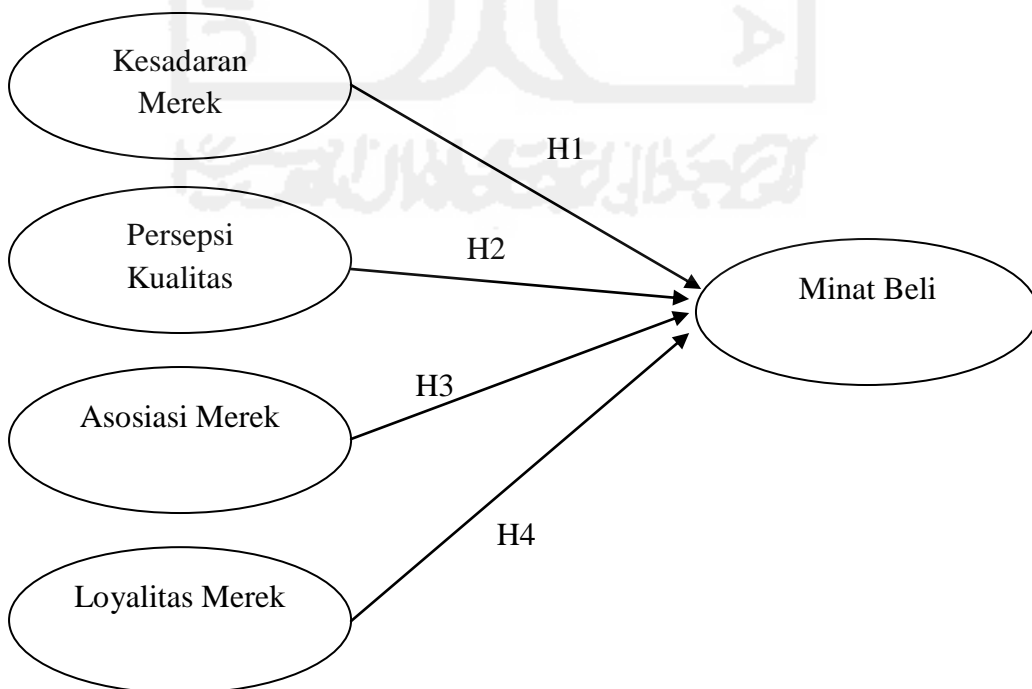 Kesadaran
Merek
H1
Persepsi
Kualitas
H2
Minat Beli
H3
Asosiasi Merek
H4
Loyalitas Merek